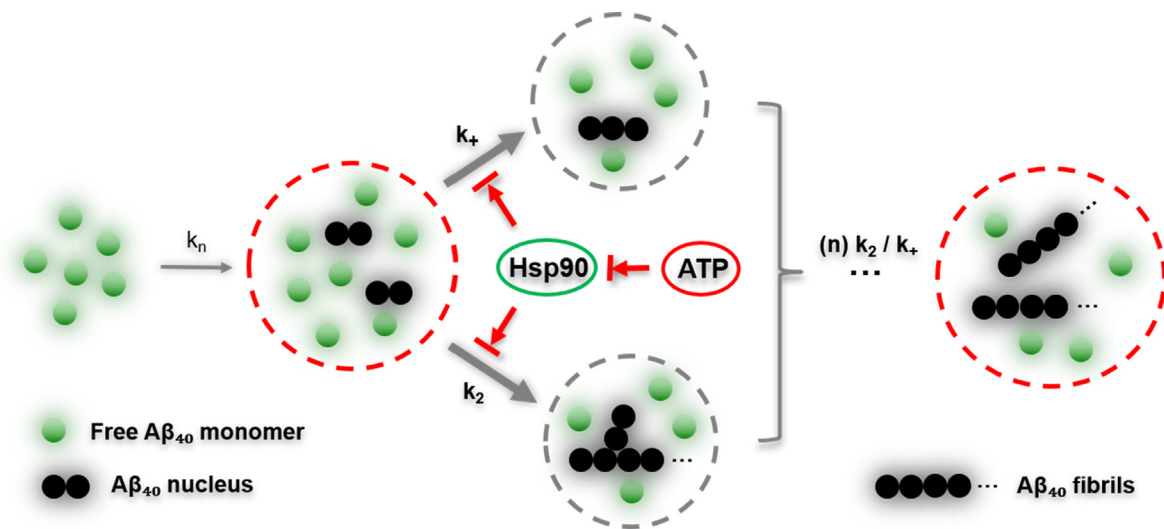 kₙ
k₊
Hsp90
ATP
k₂
(n) k₂ / k₊
...
...
...
...
Free Aβ₄₀ monomer
Aβ₄₀ nucleus
... Aβ₄₀ fibrils